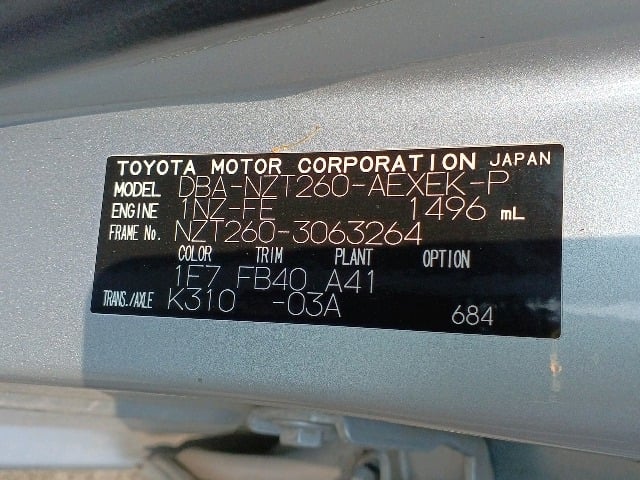 TOYOTA MOTOR CORPORATION JAPAN
MODEL DBA-NZT260-AEXEK-P
ENGINE 1NZ-FE 1496 mL
FRAME No. NZT260-3063264
COLOR TRIM PLANT OPTION
1F7 FB40 A41
TRANS./AXLE K310 -03A
684